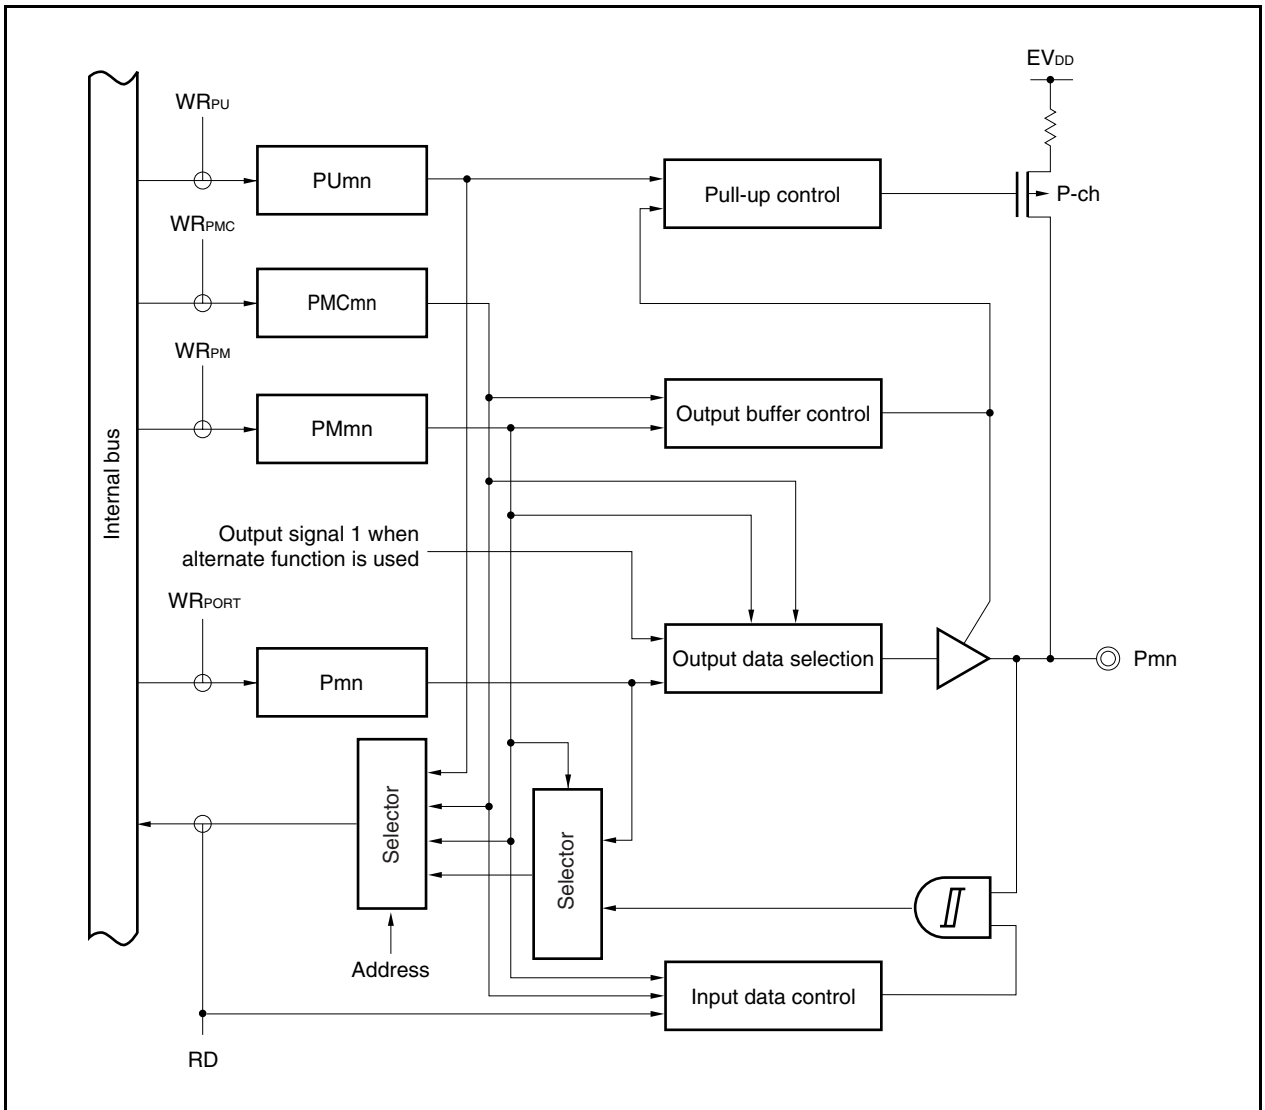 EVDD
WRPU
PUmn
Pull-up control
P-ch
WRPMC
PMCmn
WRPM
PMmn
Output buffer control
Internal bus
Output signal 1 when
alternate function is used
WRPORT
Pmn
Output data selection
Pmn
Selector
Selector
Address
Input data control
RD